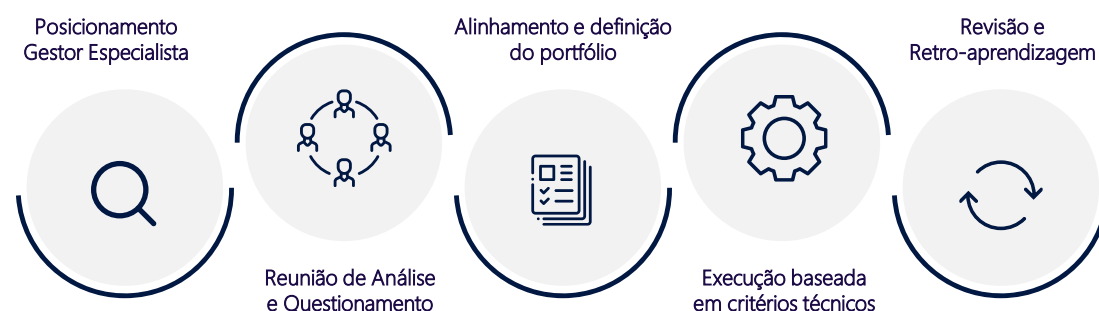 Posicionamento
Gestor Especialista
Reunião de Análise
e Questionamento
Alinhamento e definição
do portfólio
Execução baseada
em critérios técnicos
Revisão e
Retro-aprendizagem